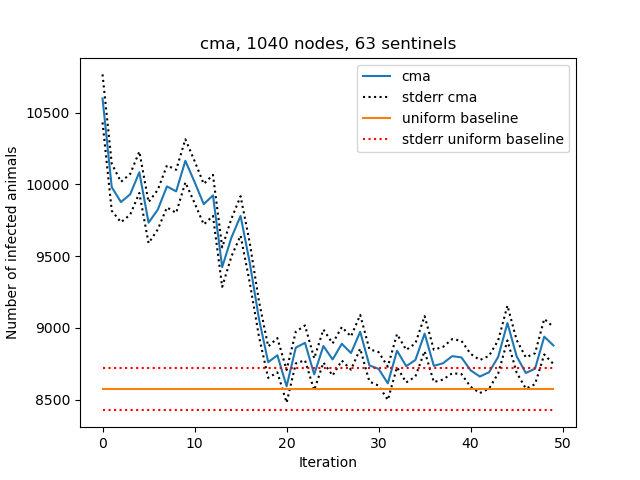 cma, 1040 nodes, 63 sentinels
cma
stderr cma
uniform baseline
stderr uniform baseline
Number of infected animals
10500
10000
9500
9000
8500
0 10 20 30 40 50
Iteration